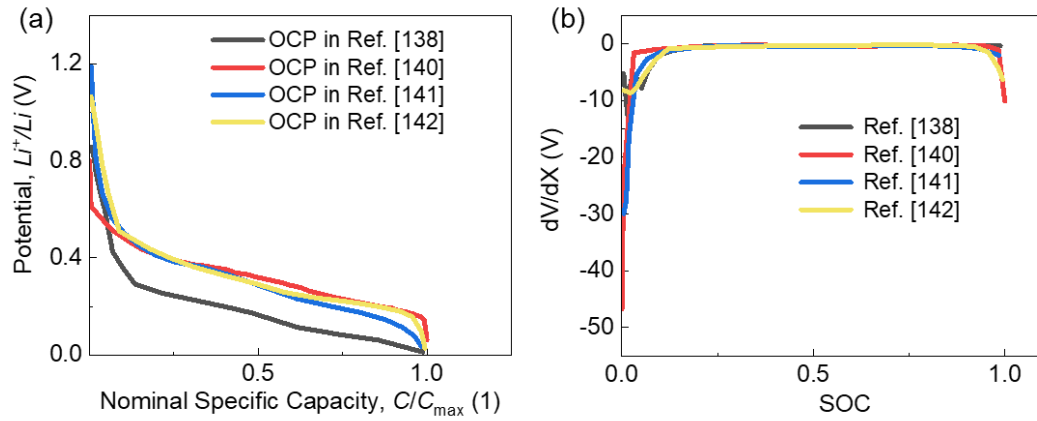 (a)
OCP in Ref. [138]
OCP in Ref. [140]
OCP in Ref. [141]
OCP in Ref. [142]
1.2
0.8
0.4
0.0
0.5
1.0
Potential, Li⁺/Li (V)
Nominal Specific Capacity, C/Cmax (1)
(b)
0
-10
-20
-30
-40
-50
0.0
0.5
1.0
dV/dX (V)
SOC
Ref. [138]
Ref. [140]
Ref. [141]
Ref. [142]